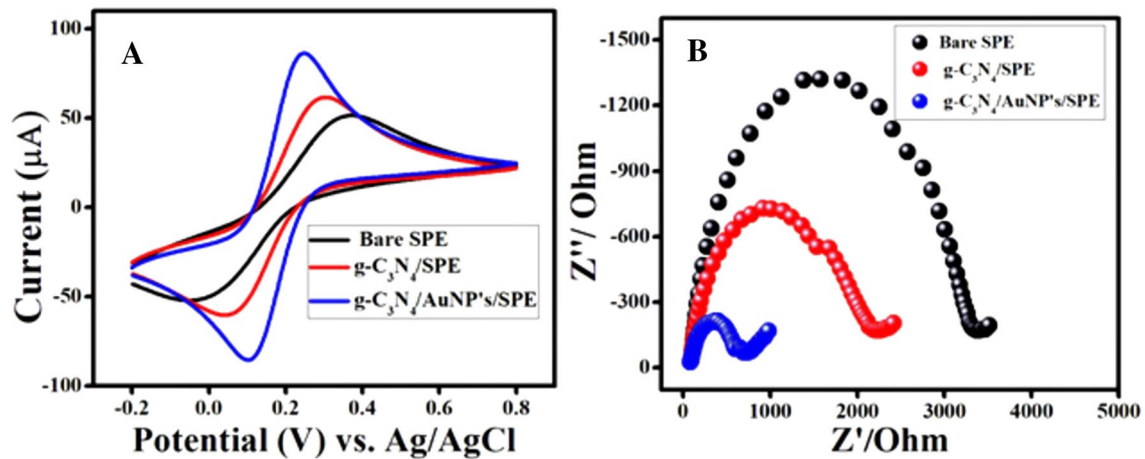 A
100
50
0
-50
-100
Current (μA)
-0.2 0.0 0.2 0.4 0.6 0.8
Potential (V) vs. Ag/AgCl
Bare SPE
g-C₃N₄/SPE
g-C₃N₄/AuNP's/SPE
B
-1500
-1200
-900
-600
-300
0
Z''/ Ohm
0 1000 2000 3000 4000 5000
Z'/Ohm
Bare SPE
g-C₃N₄/SPE
g-C₃N₄/AuNP's/SPE